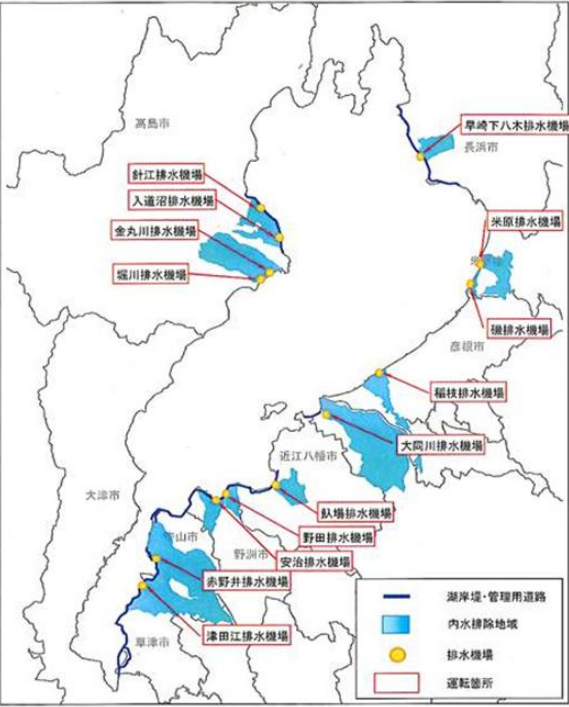 高島市
早崎下八木排水機場
長浜市
針江排水機場
入道沼排水機場
金丸川排水機場
堀川排水機場
米原排水機場
磯排水機場
彦根市
稲枝排水機場
大同川排水機場
近江八幡市
大津市
野田排水機場
守山市
野洲市
安治排水機場
赤野井排水機場
津田江排水機場
草津市
湖岸堤・管理用道路
内水排除地域
排水機場
運転箇所